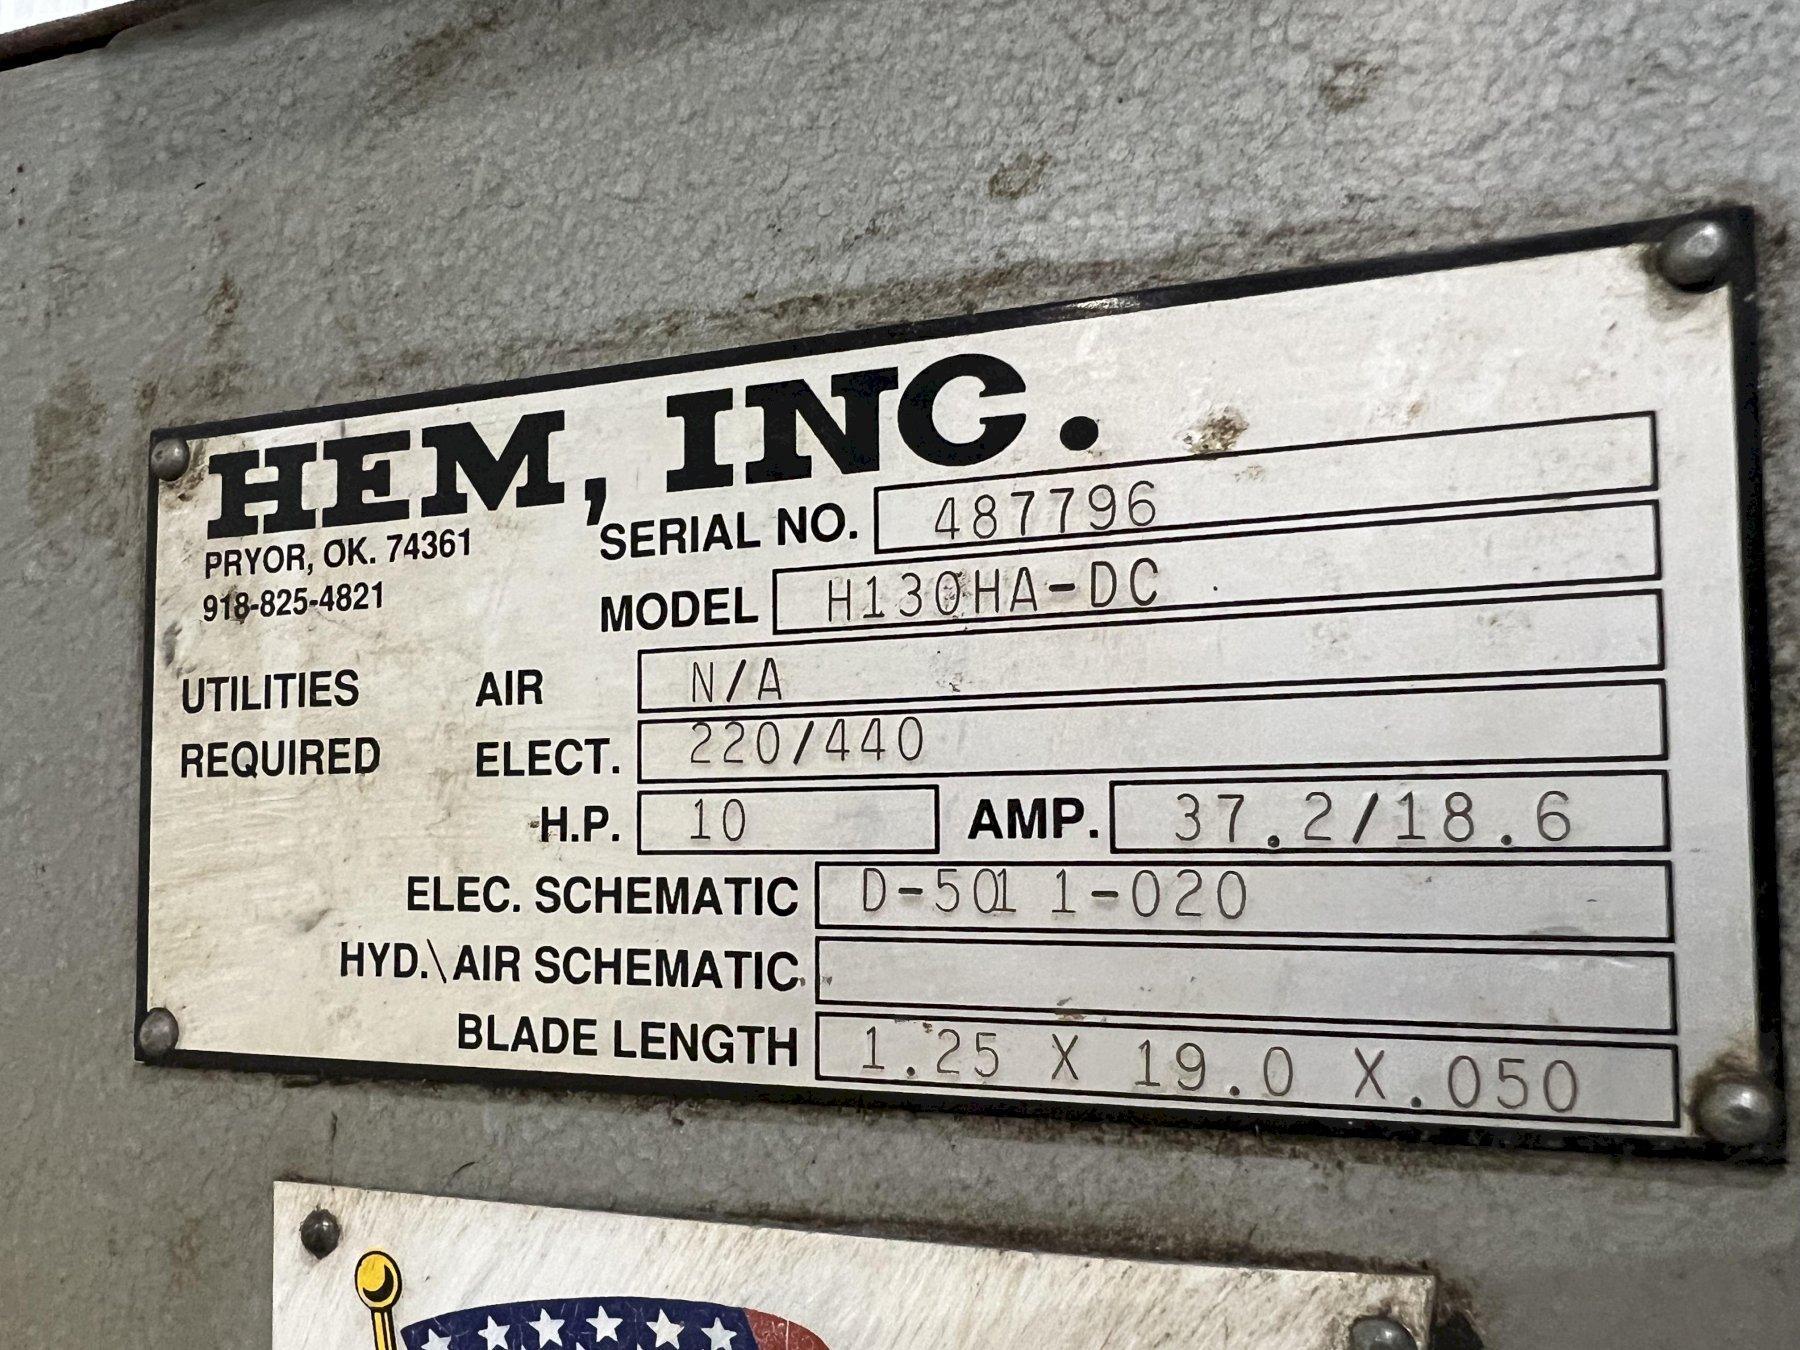 HEM, INC.
PRYOR, OK. 74361
918-825-4821
SERIAL NO. 487796
MODEL H130HA-DC
UTILITIES AIR N/A
REQUIRED ELECT. 220/440
H.P. 10 AMP. 37.2/18.6
ELEC. SCHEMATIC D-501 1-020
HYD.\AIR SCHEMATIC
BLADE LENGTH 1.25 X 19.0 X .050